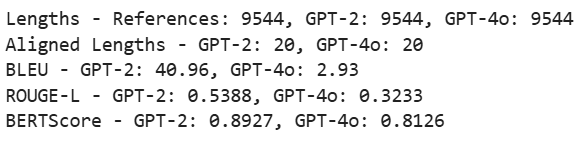 Lengths - References: 9544, GPT-2: 9544, GPT-4o: 9544
Aligned Lengths - GPT-2: 20, GPT-4o: 20
BLEU - GPT-2: 40.96, GPT-4o: 2.93
ROUGE-L - GPT-2: 0.5388, GPT-4o: 0.3233
BERTScore - GPT-2: 0.8927, GPT-4o: 0.8126